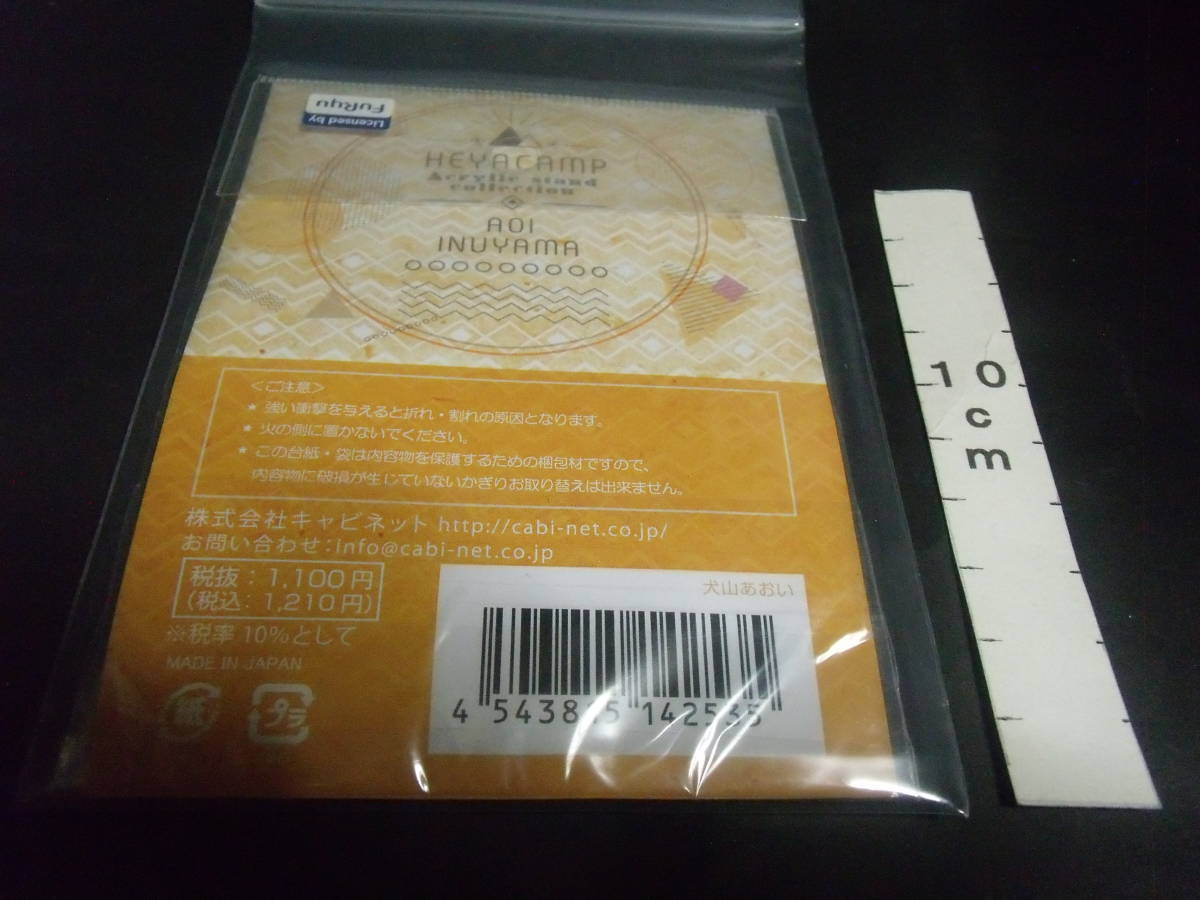 Licensed by
FuRyu
HEYACAMP
Acrylic stand
collection
AOI
INUYAMA
<ご注意>
★ 強い衝撃を与えると折れ・割れの原因となります。
★ 火の側に置かないでください。
★ この台紙・袋は内容物を保護するための梱包材ですので、
内容物に破損が生じていないかぎりお取り替えは出来ません。
株式会社キャビネット http://cabi-net.co.jp/
お問い合わせ:info@cabi-net.co.jp
税抜:1,100円
(税込:1,210円)
※税率10%として
MADE IN JAPAN
紙
プラ
犬山あおい
10
c
m